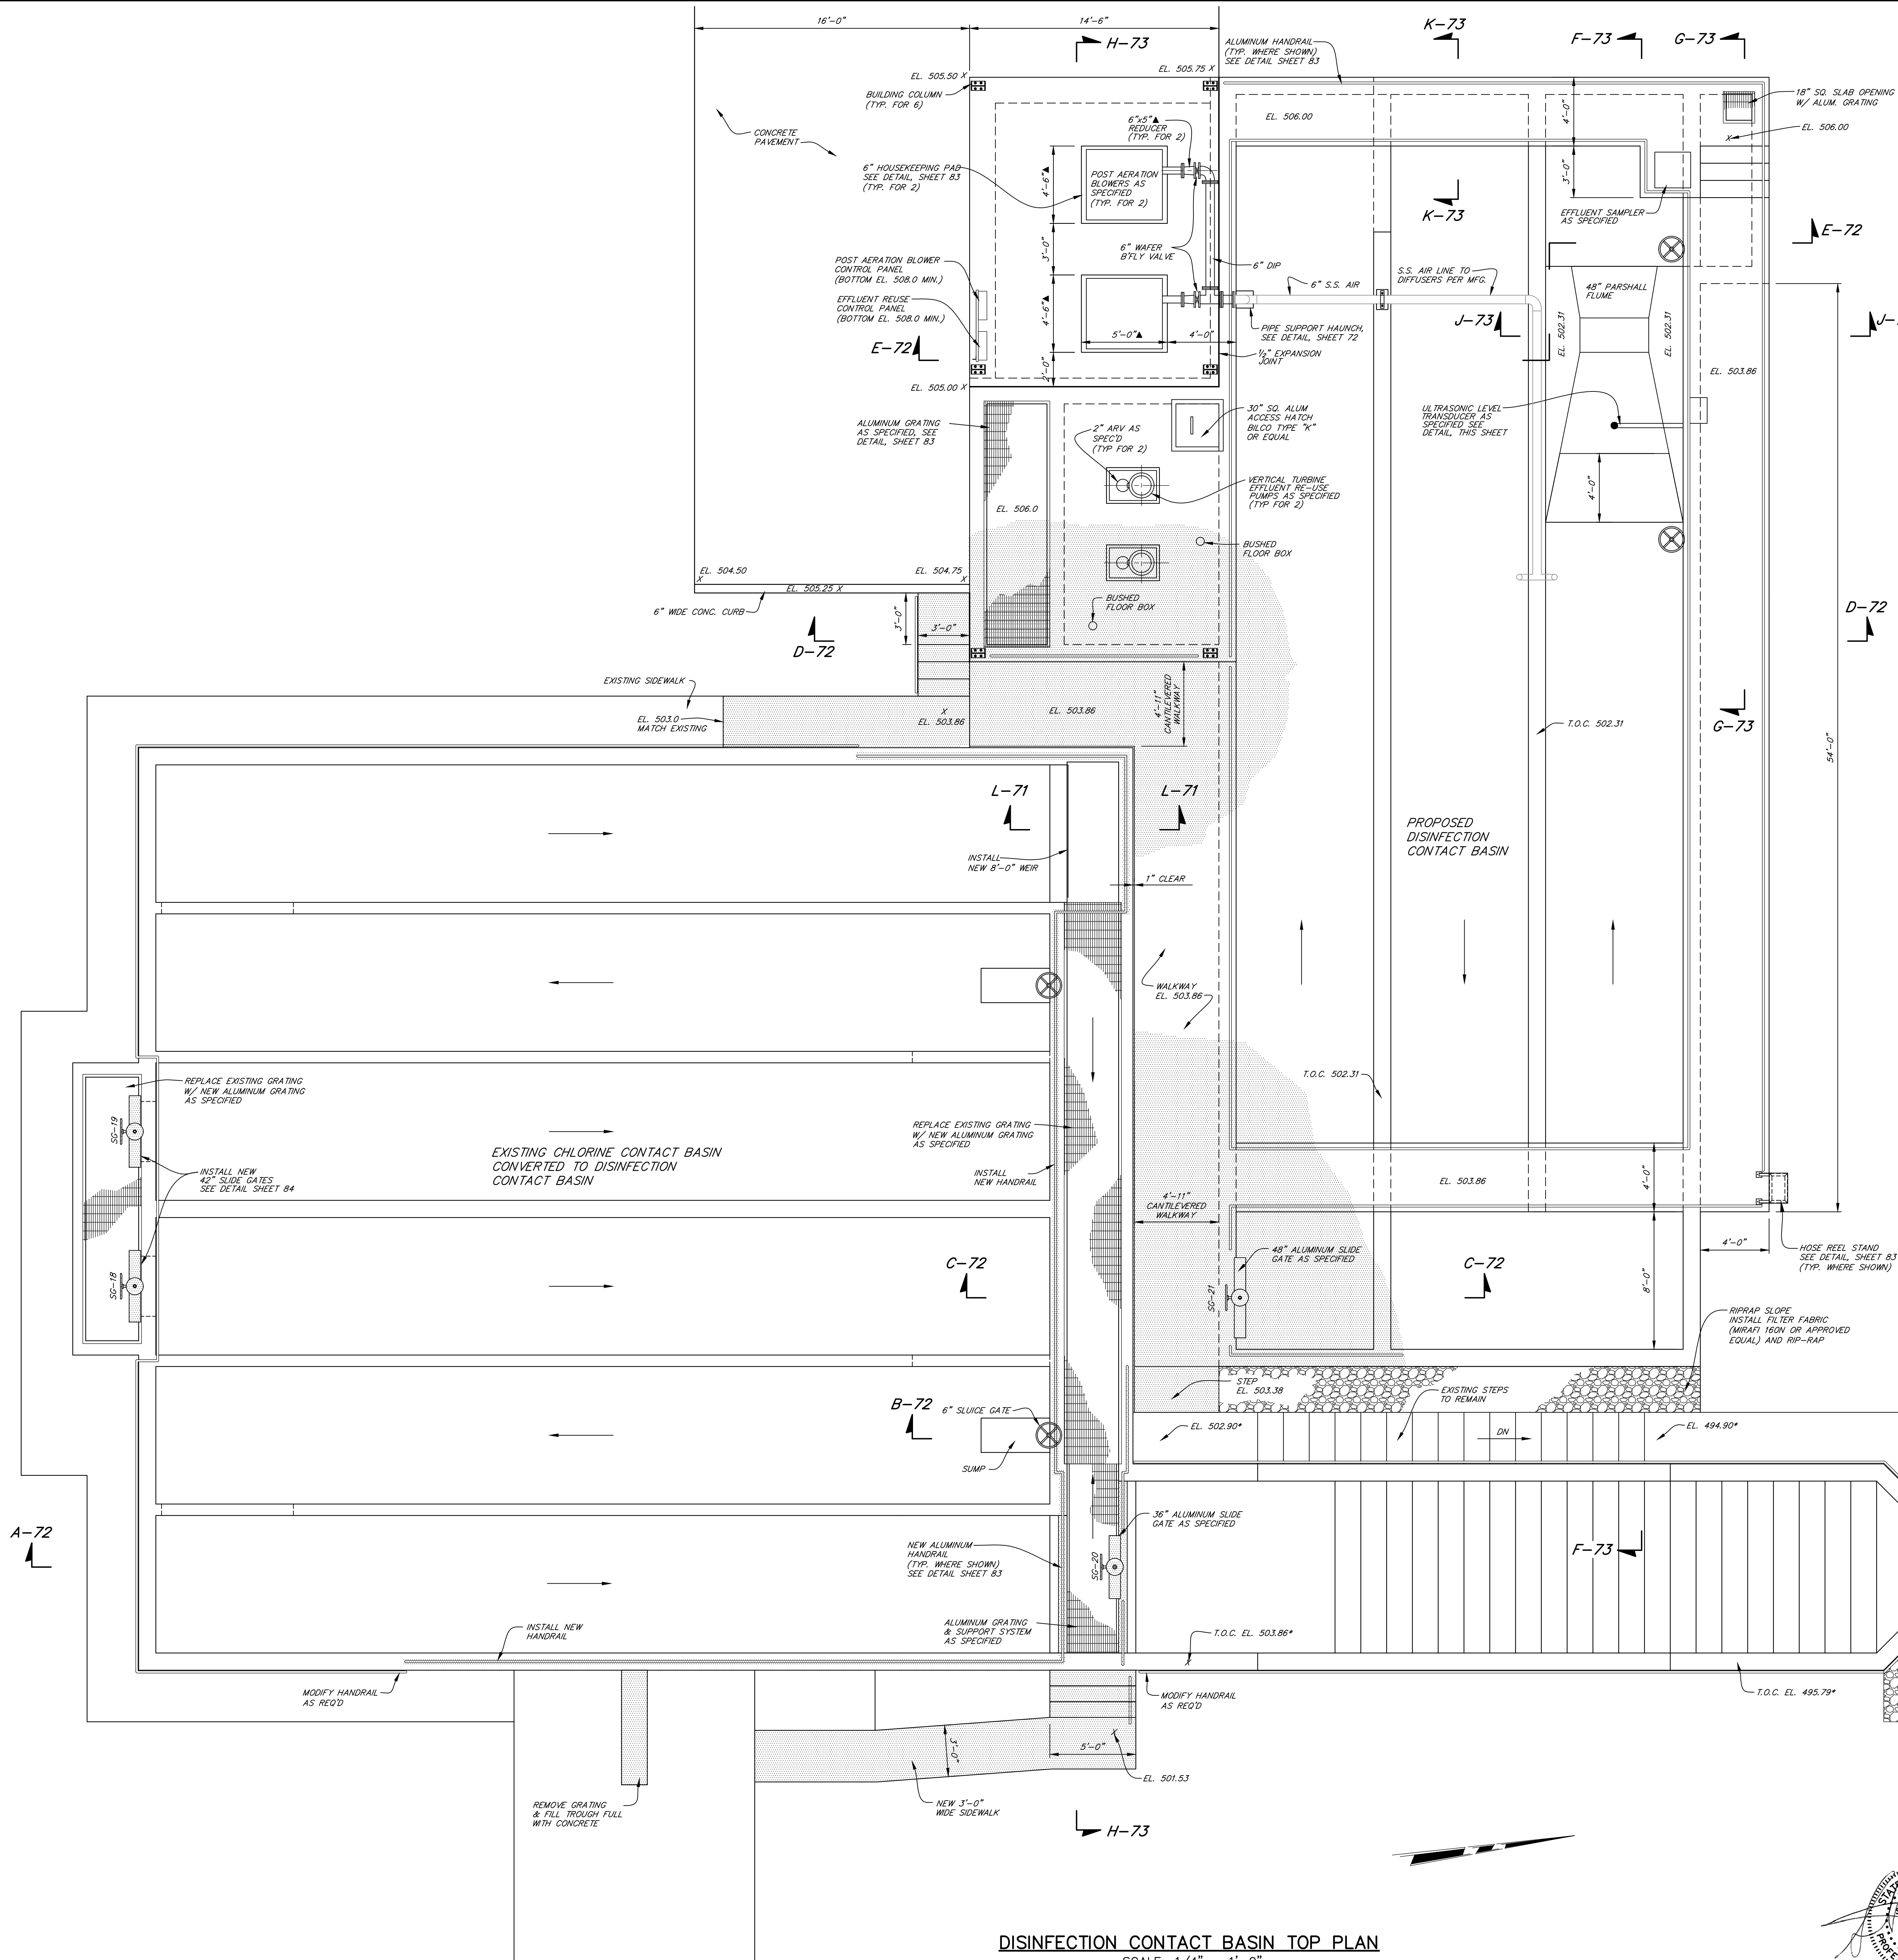 16'-0"
14'-6"
H-73
K-73
F-73
G-73
ALUMINUM HANDRAIL
(TYP. WHERE SHOWN)
SEE DETAIL SHEET 83
EL. 505.50 X
EL. 505.75 X
BUILDING COLUMN
(TYP. FOR 6)
18" SQ. SLAB OPENING
W/ ALUM. GRATING
EL. 506.00
X
EL. 506.00
4'-0"
CONCRETE
PAVEMENT
6"x5"▲
REDUCER
(TYP. FOR 2)
6" HOUSEKEEPING PAD
SEE DETAIL, SHEET 83
(TYP. FOR 2)
4'-6"▲
POST AERATION
BLOWERS AS
SPECIFIED
(TYP. FOR 2)
3'-0"
K-73
EFFLUENT SAMPLER
AS SPECIFIED
E-72
3'-0"
6" WAFER
B'FLY VALVE
POST AERATION BLOWER
CONTROL PANEL
(BOTTOM EL. 508.0 MIN.)
6" DIP
S.S. AIR LINE TO
DIFFUSERS PER MFG.
6" S.S. AIR
48" PARSHALL
FLUME
EFFLUENT REUSE
CONTROL PANEL
(BOTTOM EL. 508.0 MIN.)
4'-6"▲
J-73
EL. 502.31
EL. 502.31
E-72
5'-0"▲
4'-0"
PIPE SUPPORT HAUNCH,
SEE DETAIL, SHEET 72
½" EXPANSION
JOINT
2'-0"
EL. 503.86
EL. 505.00 X
ALUMINUM GRATING
AS SPECIFIED, SEE
DETAIL, SHEET 83
2" ARV AS
SPEC'D
(TYP FOR 2)
30" SQ. ALUM
ACCESS HATCH
BILCO TYPE "K"
OR EQUAL
ULTRASONIC LEVEL
TRANSDUCER AS
SPECIFIED SEE
DETAIL, THIS SHEET
VERTICAL TURBINE
EFFLUENT RE-USE
PUMPS AS SPECIFIED
(TYP FOR 2)
4'-0"
EL. 506.0
BUSHED
FLOOR BOX
EL. 504.50
X
EL. 504.75
X
EL. 505.25 X
6" WIDE CONC. CURB
BUSHED
FLOOR BOX
3'-0"
3'-0"
D-72
D-72
EXISTING SIDEWALK
EL. 503.0
MATCH EXISTING
X
EL. 503.86
EL. 503.86
4'-11"
CANTILEVERED
WALKWAY
T.O.C. 502.31
G-73
54'-0"
L-71
L-71
PROPOSED
DISINFECTION
CONTACT BASIN
INSTALL
NEW 8'-0" WEIR
1" CLEAR
WALKWAY
EL. 503.86
T.O.C. 502.31
REPLACE EXISTING GRATING
W/ NEW ALUMINUM GRATING
AS SPECIFIED
SG-19
REPLACE EXISTING GRATING
W/ NEW ALUMINUM GRATING
AS SPECIFIED
EXISTING CHLORINE CONTACT BASIN
CONVERTED TO DISINFECTION
CONTACT BASIN
INSTALL NEW
42" SLIDE GATES
SEE DETAIL SHEET 84
INSTALL
NEW HANDRAIL
EL. 503.86
4'-0"
4'-11"
CANTILEVERED
WALKWAY
4'-0"
HOSE REEL STAND
SEE DETAIL, SHEET 83
(TYP. WHERE SHOWN)
48" ALUMINUM SLIDE
GATE AS SPECIFIED
C-72
C-72
SG-18
SG-21
8'-0"
RIPRAP SLOPE
INSTALL FILTER FABRIC
(MIRAFI 160N OR APPROVED
EQUAL) AND RIP-RAP
STEP
EL. 503.38
EXISTING STEPS
TO REMAIN
B-72
6" SLUICE GATE
SUMP
EL. 502.90*
DN
EL. 494.90*
A-72
36" ALUMINUM SLIDE
GATE AS SPECIFIED
NEW ALUMINUM
HANDRAIL
(TYP. WHERE SHOWN)
SEE DETAIL SHEET 83
SG-20
F-73
INSTALL NEW
HANDRAIL
ALUMINUM GRATING
& SUPPORT SYSTEM
AS SPECIFIED
T.O.C. EL. 503.86*
X
MODIFY HANDRAIL
AS REQ'D
MODIFY HANDRAIL
AS REQ'D
T.O.C. EL. 495.79*
3'-0"
5'-0"
X
EL. 501.53
REMOVE GRATING
& FILL TROUGH FULL
WITH CONCRETE
NEW 3'-0"
WIDE SIDEWALK
H-73
DISINFECTION CONTACT BASIN TOP PLAN